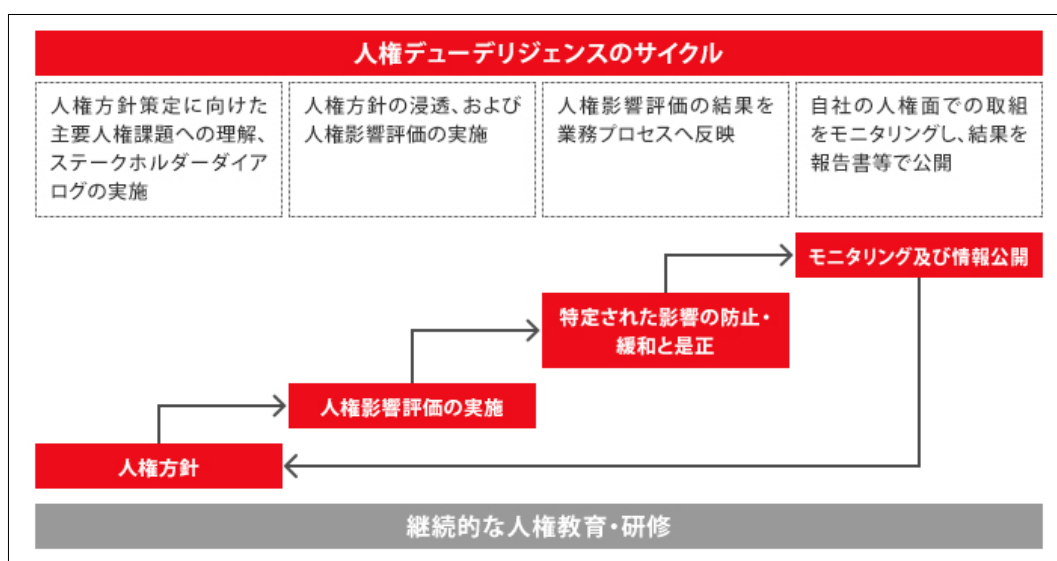 人権デューデリジェンスのサイクル
人権方針策定に向けた
主要人権課題への理解、
ステークホルダーダイア
ログの実施
人権方針の浸透、および
人権影響評価の実施
人権影響評価の結果を
業務プロセスへ反映
自社の人権面での取組
をモニタリングし、結果を
報告書等で公開
モニタリング及び情報公開
特定された影響の防止・
緩和と是正
人権影響評価の実施
人権方針
継続的な人権教育・研修